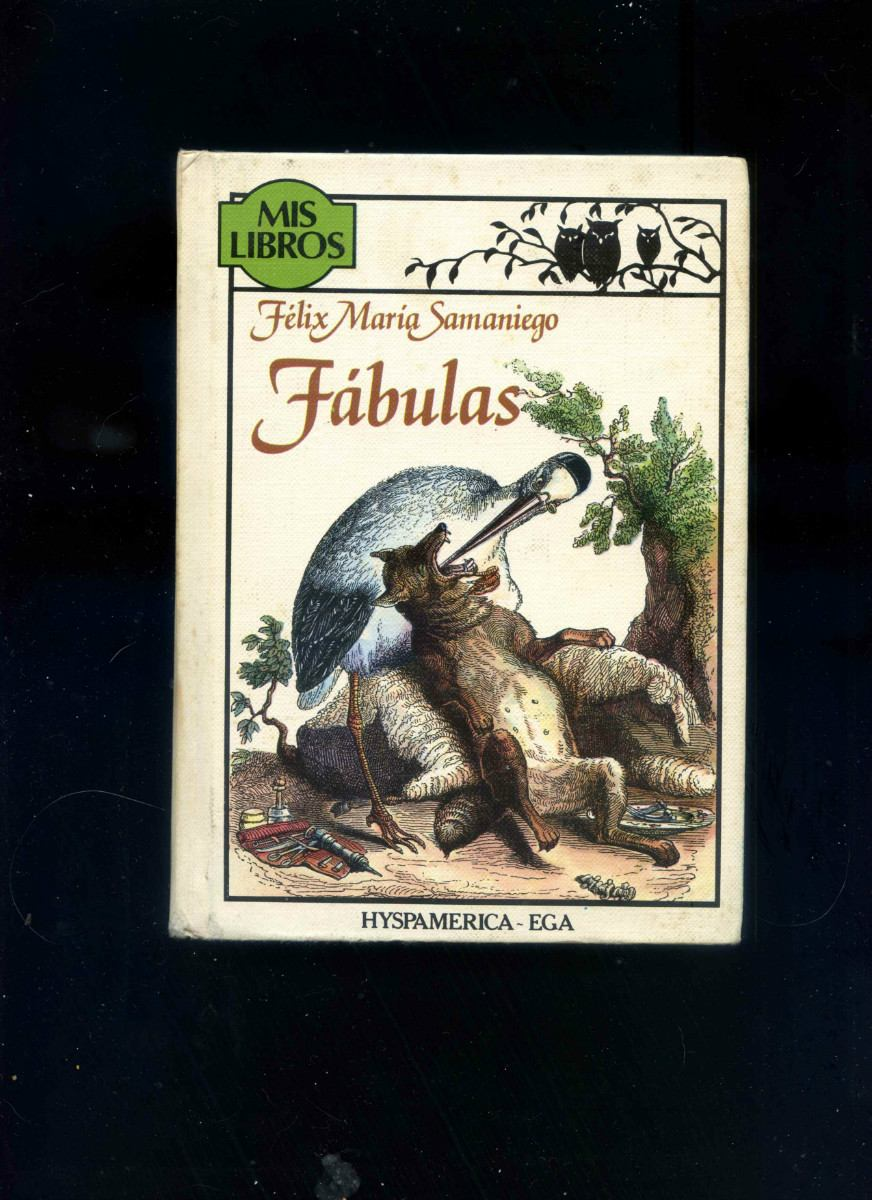 MIS
LIBROS
Félix María Samaniego
Fábulas
HYSPAMERICA - EGA